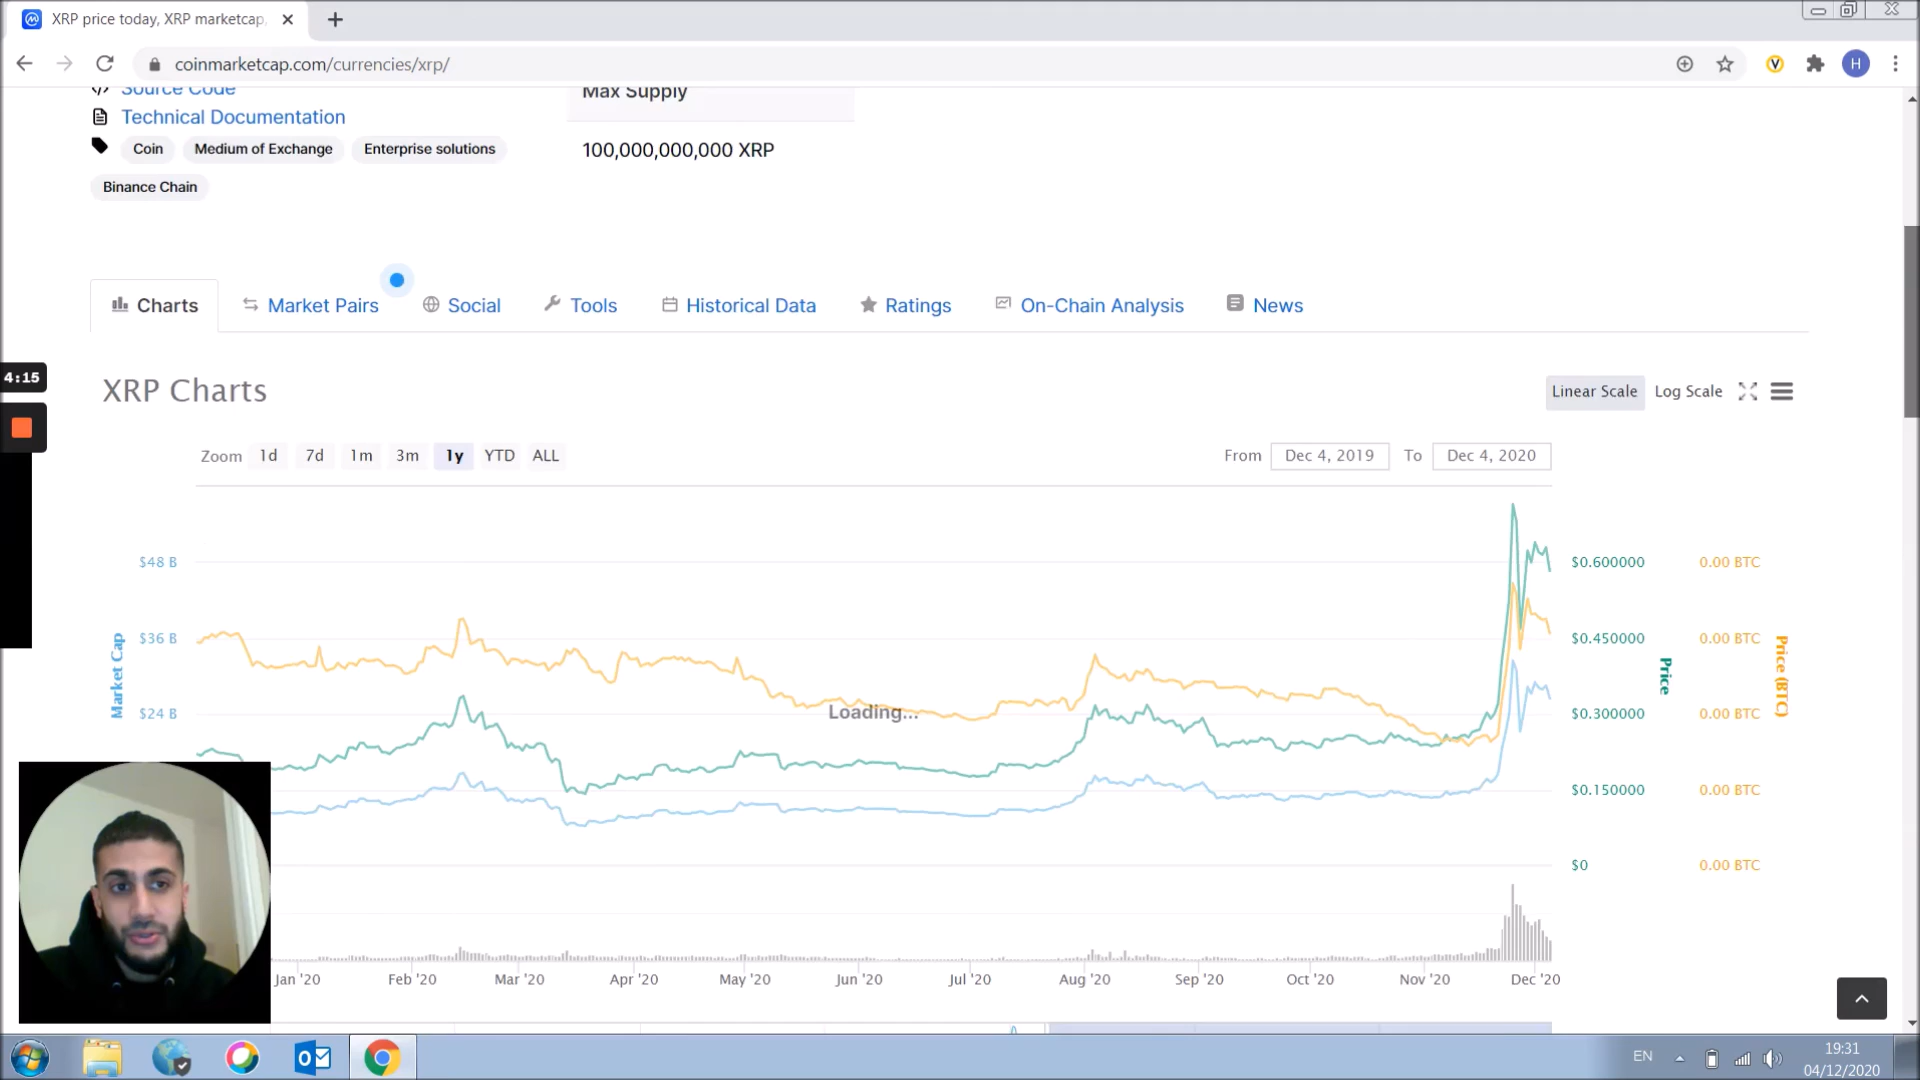 XRP price today, XRP marketcap,
coinmarketcap.com/currencies/xrp/
H
Source Code
Max Supply
Technical Documentation
Coin
Medium of Exchange
Enterprise solutions
100,000,000,000 XRP
Binance Chain
Charts
Market Pairs
Social
Tools
Historical Data
Ratings
On-Chain Analysis
News
4:15
XRP Charts
Linear Scale
Log Scale
Zoom
1d
7d
1m
3m
1y
YTD
ALL
From
Dec 4, 2019
To
Dec 4, 2020
$48 B
$0.600000
0.00 BTC
$36 B
$0.450000
0.00 BTC
Market Cap
Price
Price (BTC)
Loading...
$24 B
$0.300000
0.00 BTC
$0.150000
0.00 BTC
$0
0.00 BTC
Jan '20
Feb '20
Mar '20
Apr '20
May '20
Jun '20
Jul '20
Aug '20
Sep '20
Oct '20
Nov '20
Dec '20
EN
19:31
04/12/2020